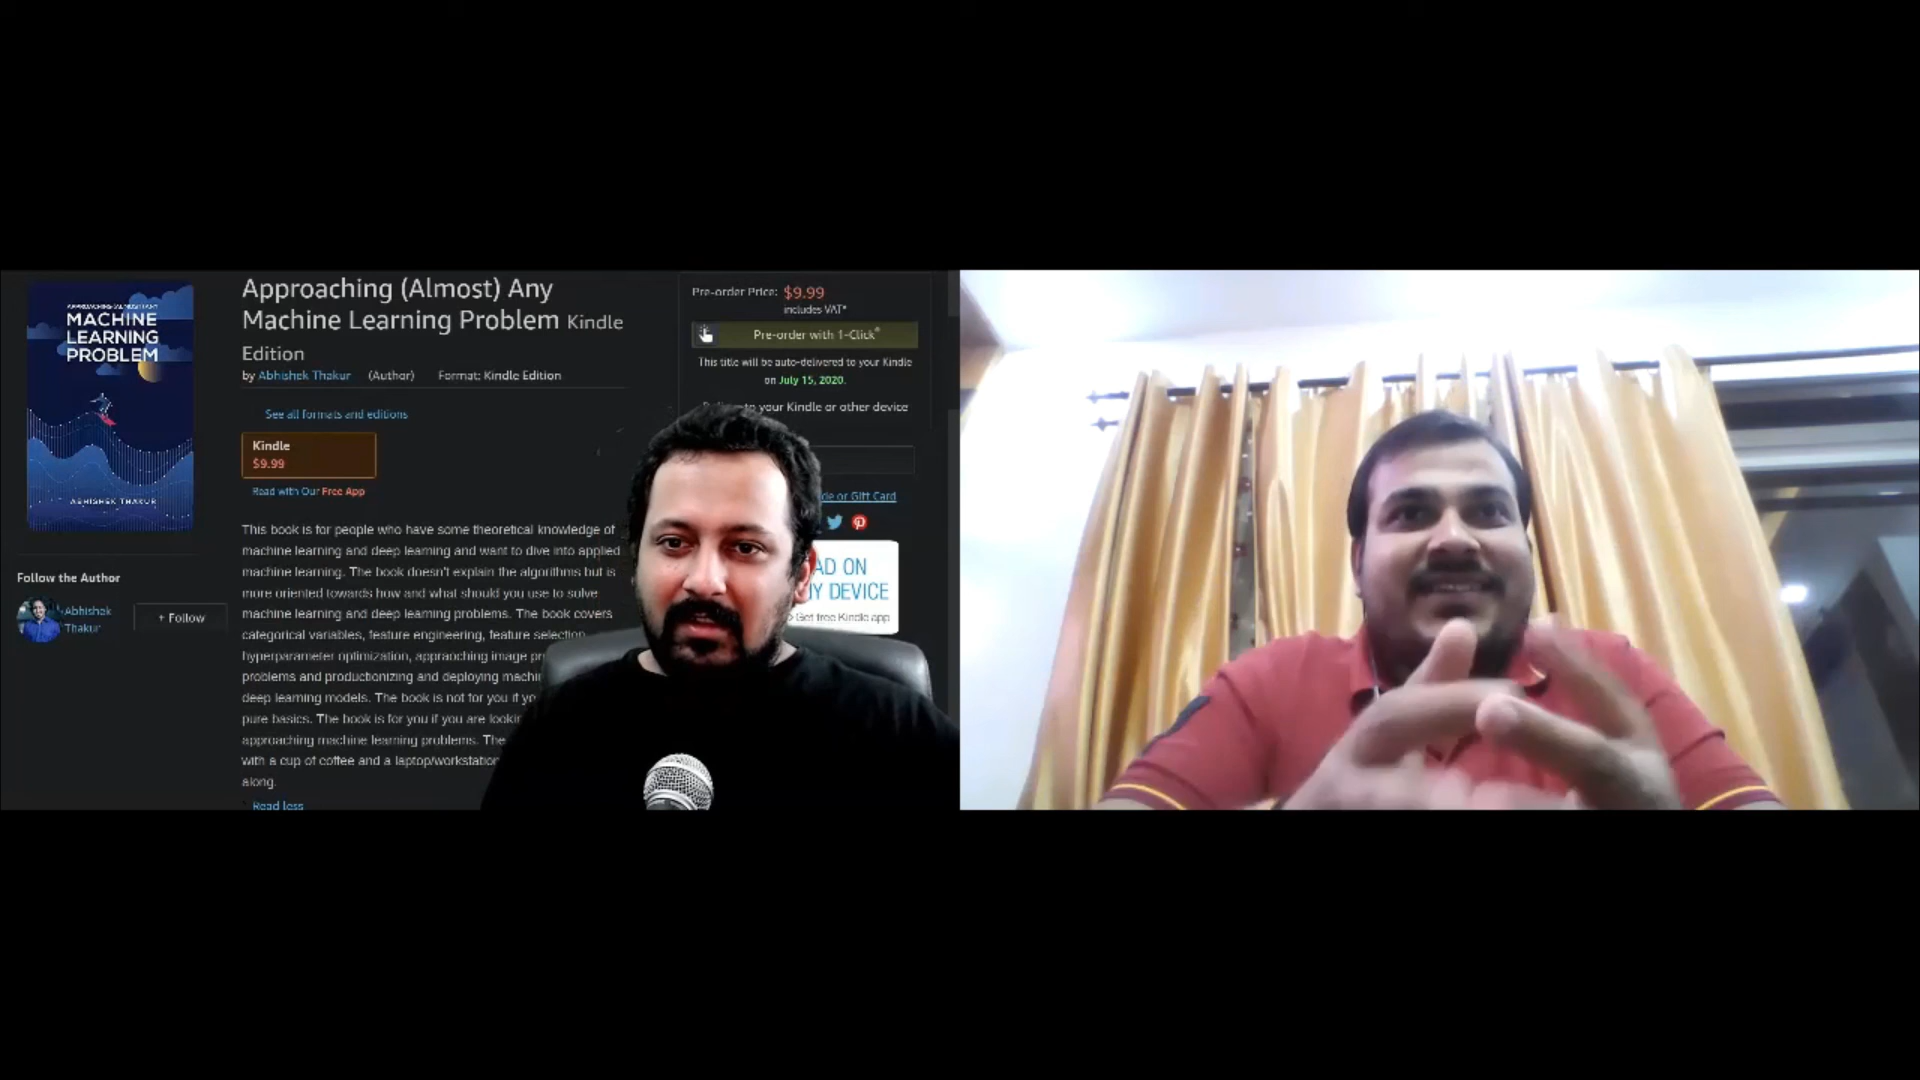 APPROACHING (ALMOST) ANY
MACHINE
LEARNING
PROBLEM
ABHISHEK THAKUR
Follow the Author
Abhishek
Thakur
+ Follow
Approaching (Almost) Any
Machine Learning Problem Kindle
Edition
by Abhishek Thakur (Author) Format: Kindle Edition
See all formats and editions
Kindle
$9.99
Read with Our Free App
This book is for people who have some theoretical knowledge of
machine learning and deep learning and want to dive into applied
machine learning. The book doesn't explain the algorithms but is
more oriented towards how and what should you use to solve
machine learning and deep learning problems. The book covers
categorical variables, feature engineering, feature selection,
hyperparameter optimization, approaching image
problems and productionizing and deploying
deep learning models. The book is not for you if
pure basics. The book is for you if you are
approaching machine learning problems. The
with a cup of coffee and a laptop/workstation
along.
Read less
Pre-order Price: $9.99
includes VAT*
Pre-order with 1-Click®
This title will be auto-delivered to your Kindle
on July 15, 2020.
to your Kindle or other device
or Gift Card
AD ON
Y DEVICE
Get free Kindle app